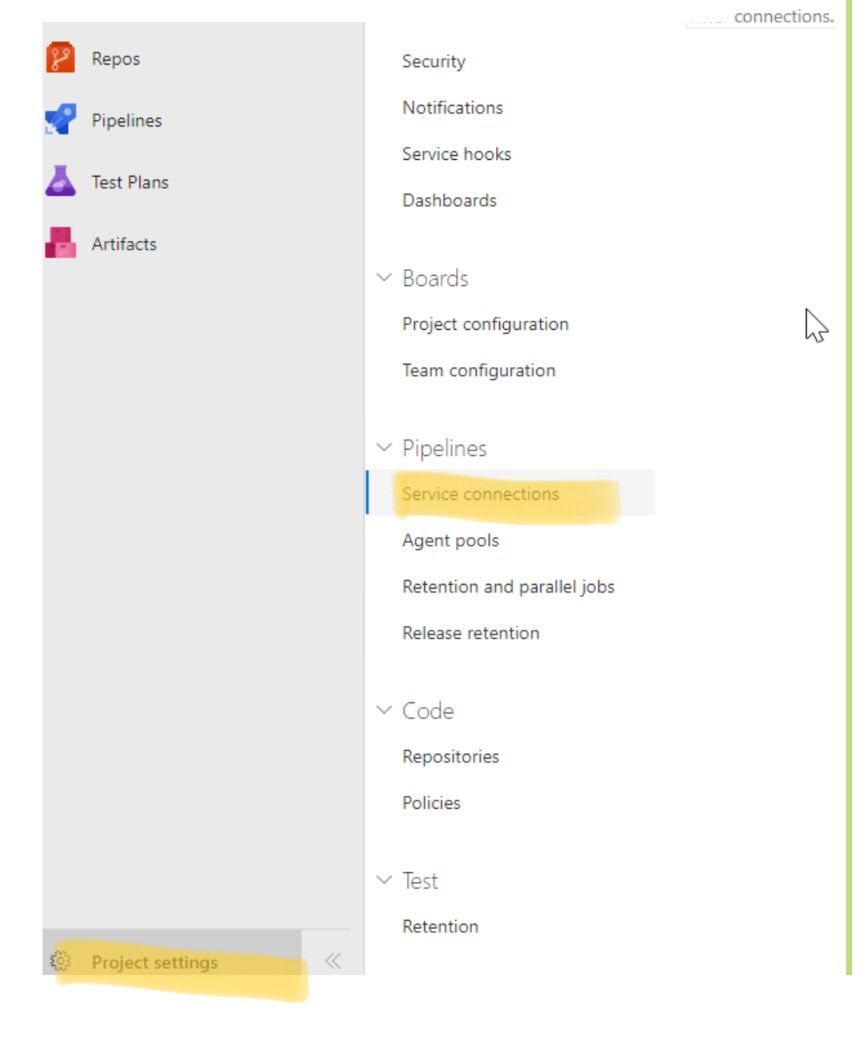 connections.
Repos
Pipelines
Test Plans
Artifacts
Project settings
Security
Notifications
Service hooks
Dashboards
Boards
Project configuration
Team configuration
Pipelines
Service connections
Agent pools
Retention and parallel jobs
Release retention
Code
Repositories
Policies
Test
Retention